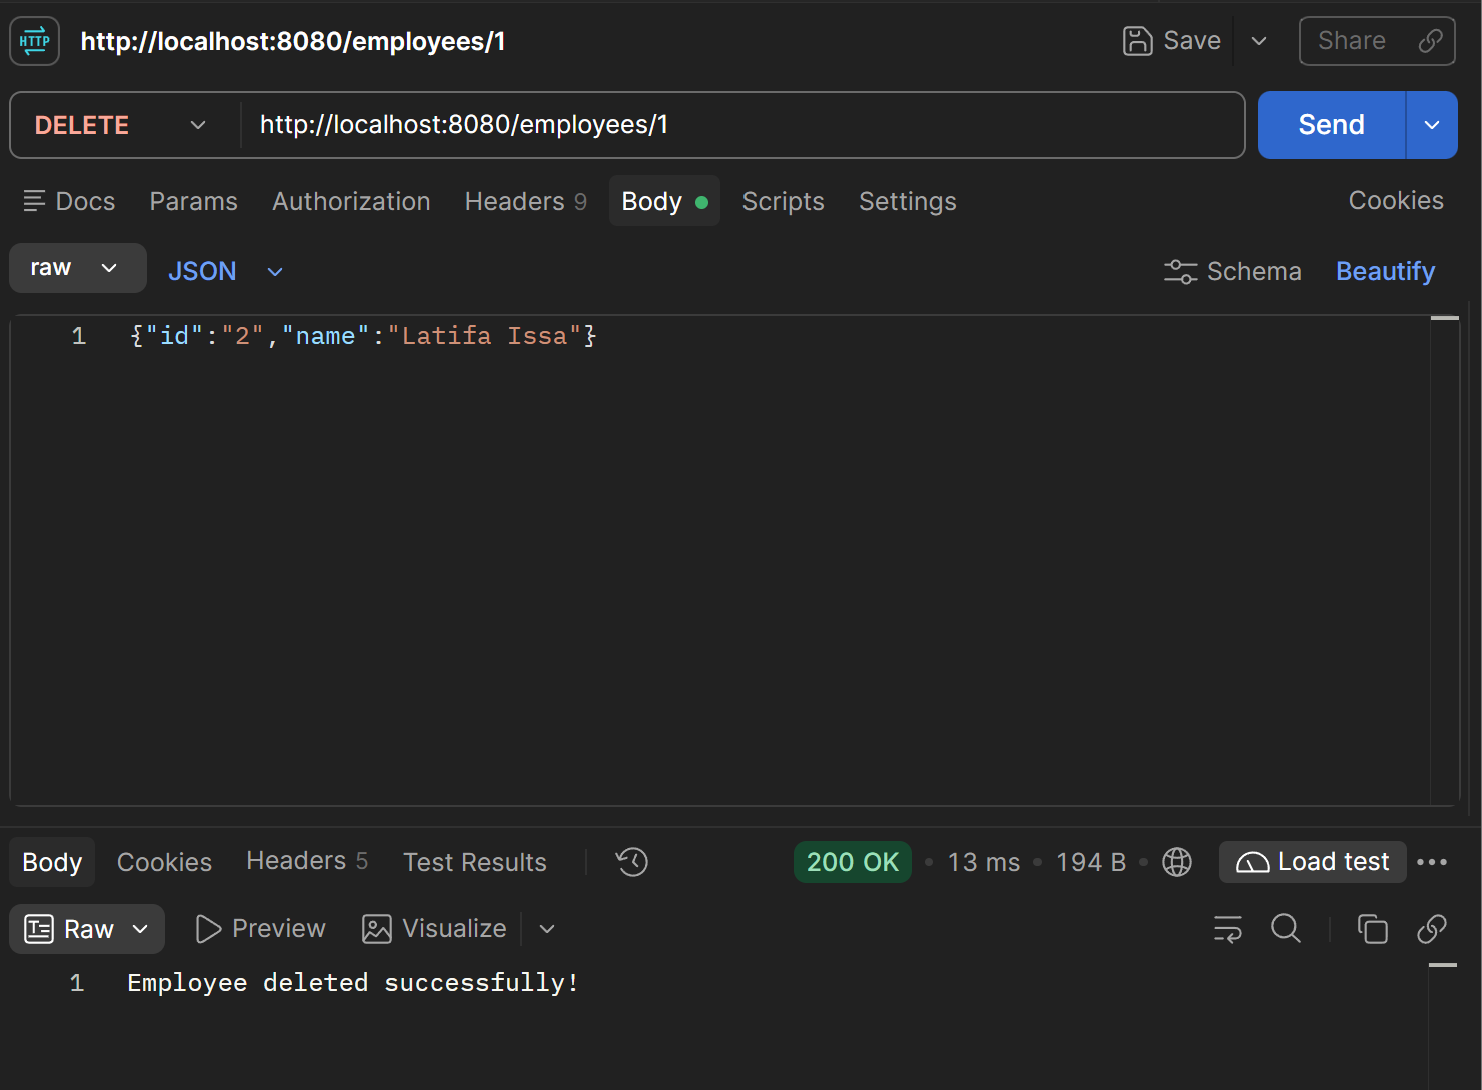 HTTP http://localhost:8080/employees/1 Save Share
DELETE http://localhost:8080/employees/1 Send
Docs Params Authorization Headers 9 Body Scripts Settings Cookies
raw JSON Schema Beautify
1 {"id":"2","name":"Latifa Issa"}
Body Cookies Headers 5 Test Results 200 OK • 13 ms • 194 B • Load test
Raw Preview Visualize
1 Employee deleted successfully!